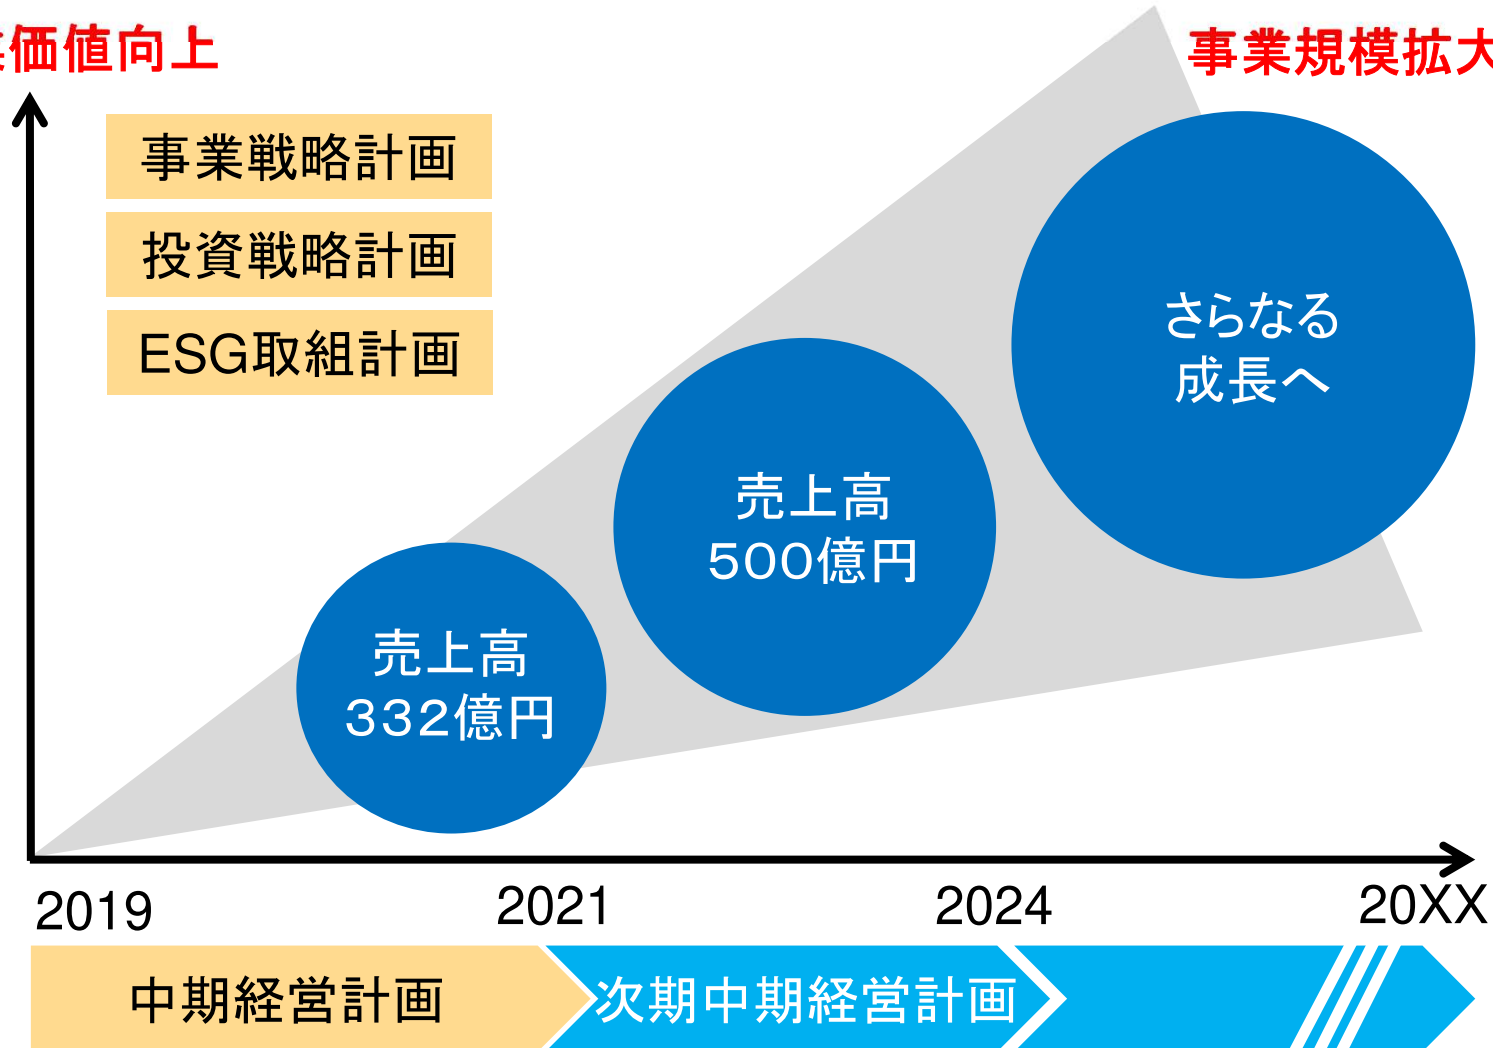 価値向上
事業規模拡大
事業戦略計画
投資戦略計画
ESG取組計画
さらなる
成長へ
売上高
500億円
売上高
332億円
2019
2021
2024
20XX
中期経営計画
次期中期経営計画